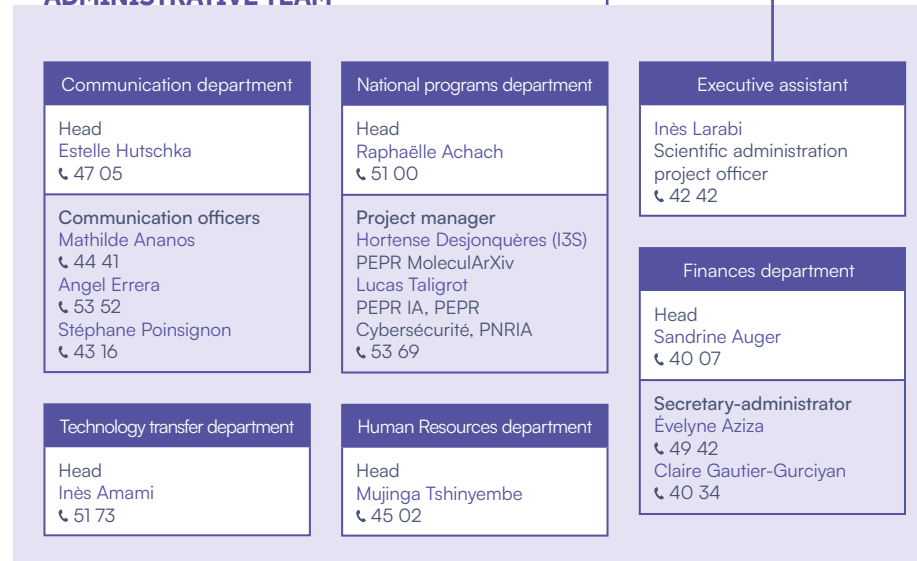 ADMINISTRATIVE TEAM
Communication department
Head
Estelle Hutschka
47 05
Communication officers
Mathilde Ananos
44 41
Angel Errera
53 52
Stéphane Poinsignon
43 16
National programs department
Head
Raphaëlle Achach
51 00
Project manager
Hortense Desjonquères (I3S)
PEPR MoleculArXiv
Lucas Taligrot
PEPR IA, PEPR
Cybersécurité, PNRIA
53 69
Executive assistant
Inès Larabi
Scientific administration
project officer
42 42
Finances department
Head
Sandrine Auger
40 07
Secretary-administrator
Évelyne Aziza
49 42
Claire Gautier-Gurciyan
40 34
Technology transfer department
Head
Inès Amami
51 73
Human Resources department
Head
Mujinga Tshinyembe
45 02